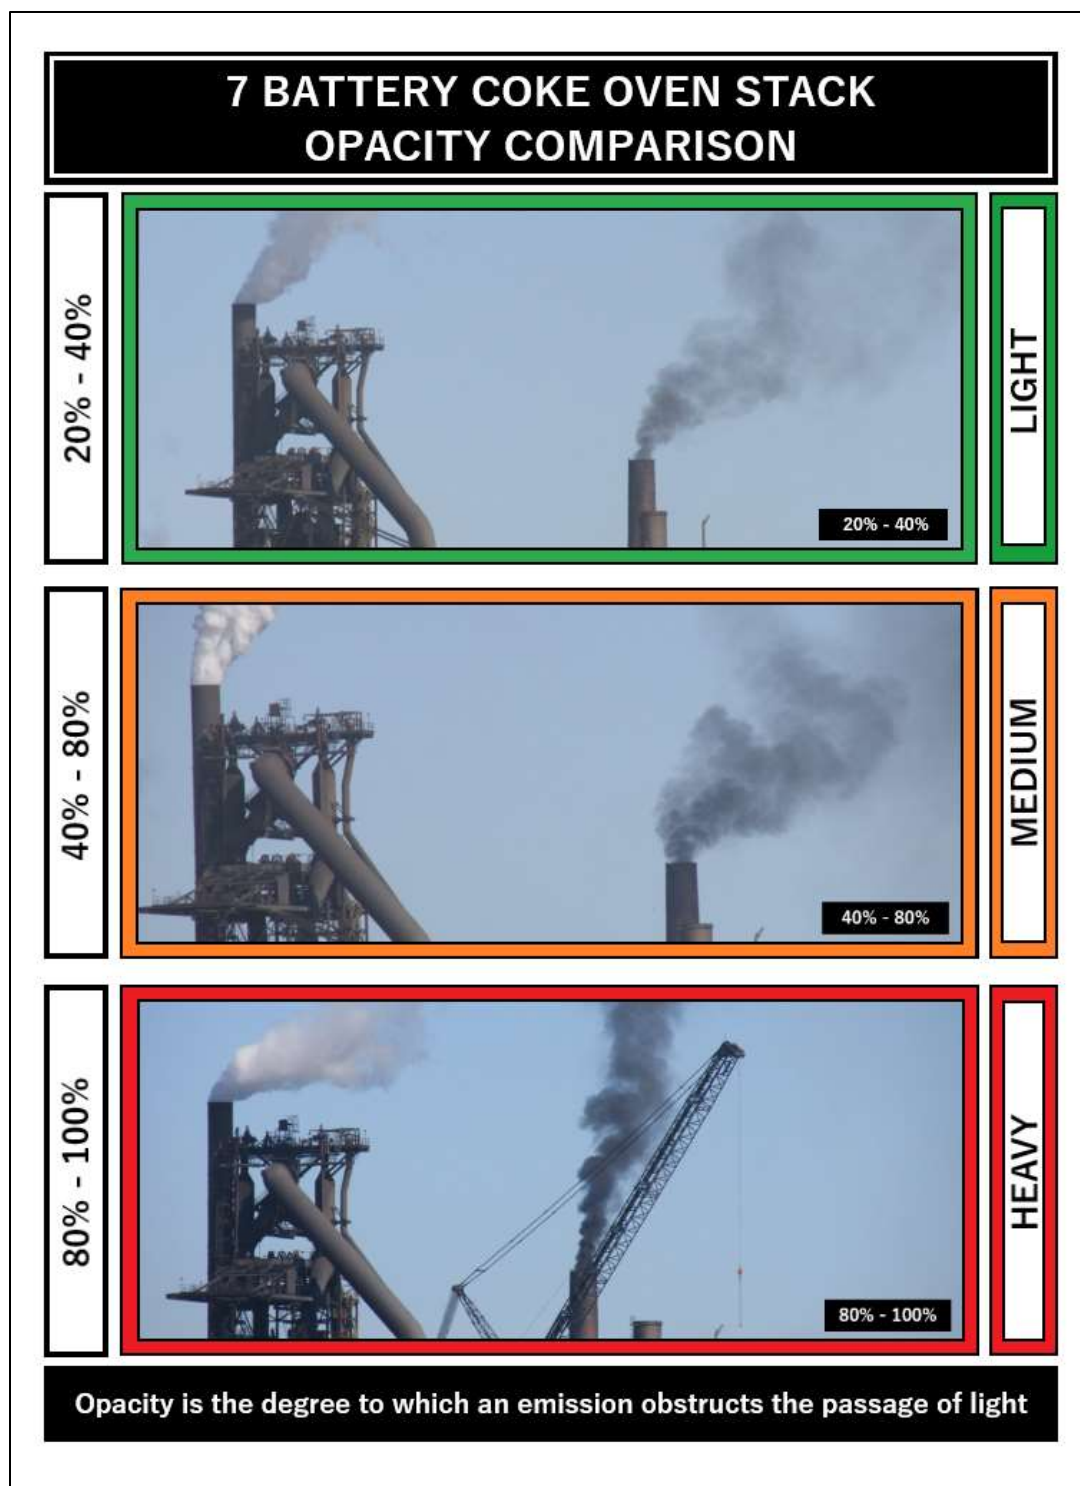 7 BATTERY COKE OVEN STACK
OPACITY COMPARISON
20% - 40%
20% - 40%
LIGHT
40% - 80%
40% - 80%
MEDIUM
80% - 100%
80% - 100%
HEAVY
Opacity is the degree to which an emission obstructs the passage of light